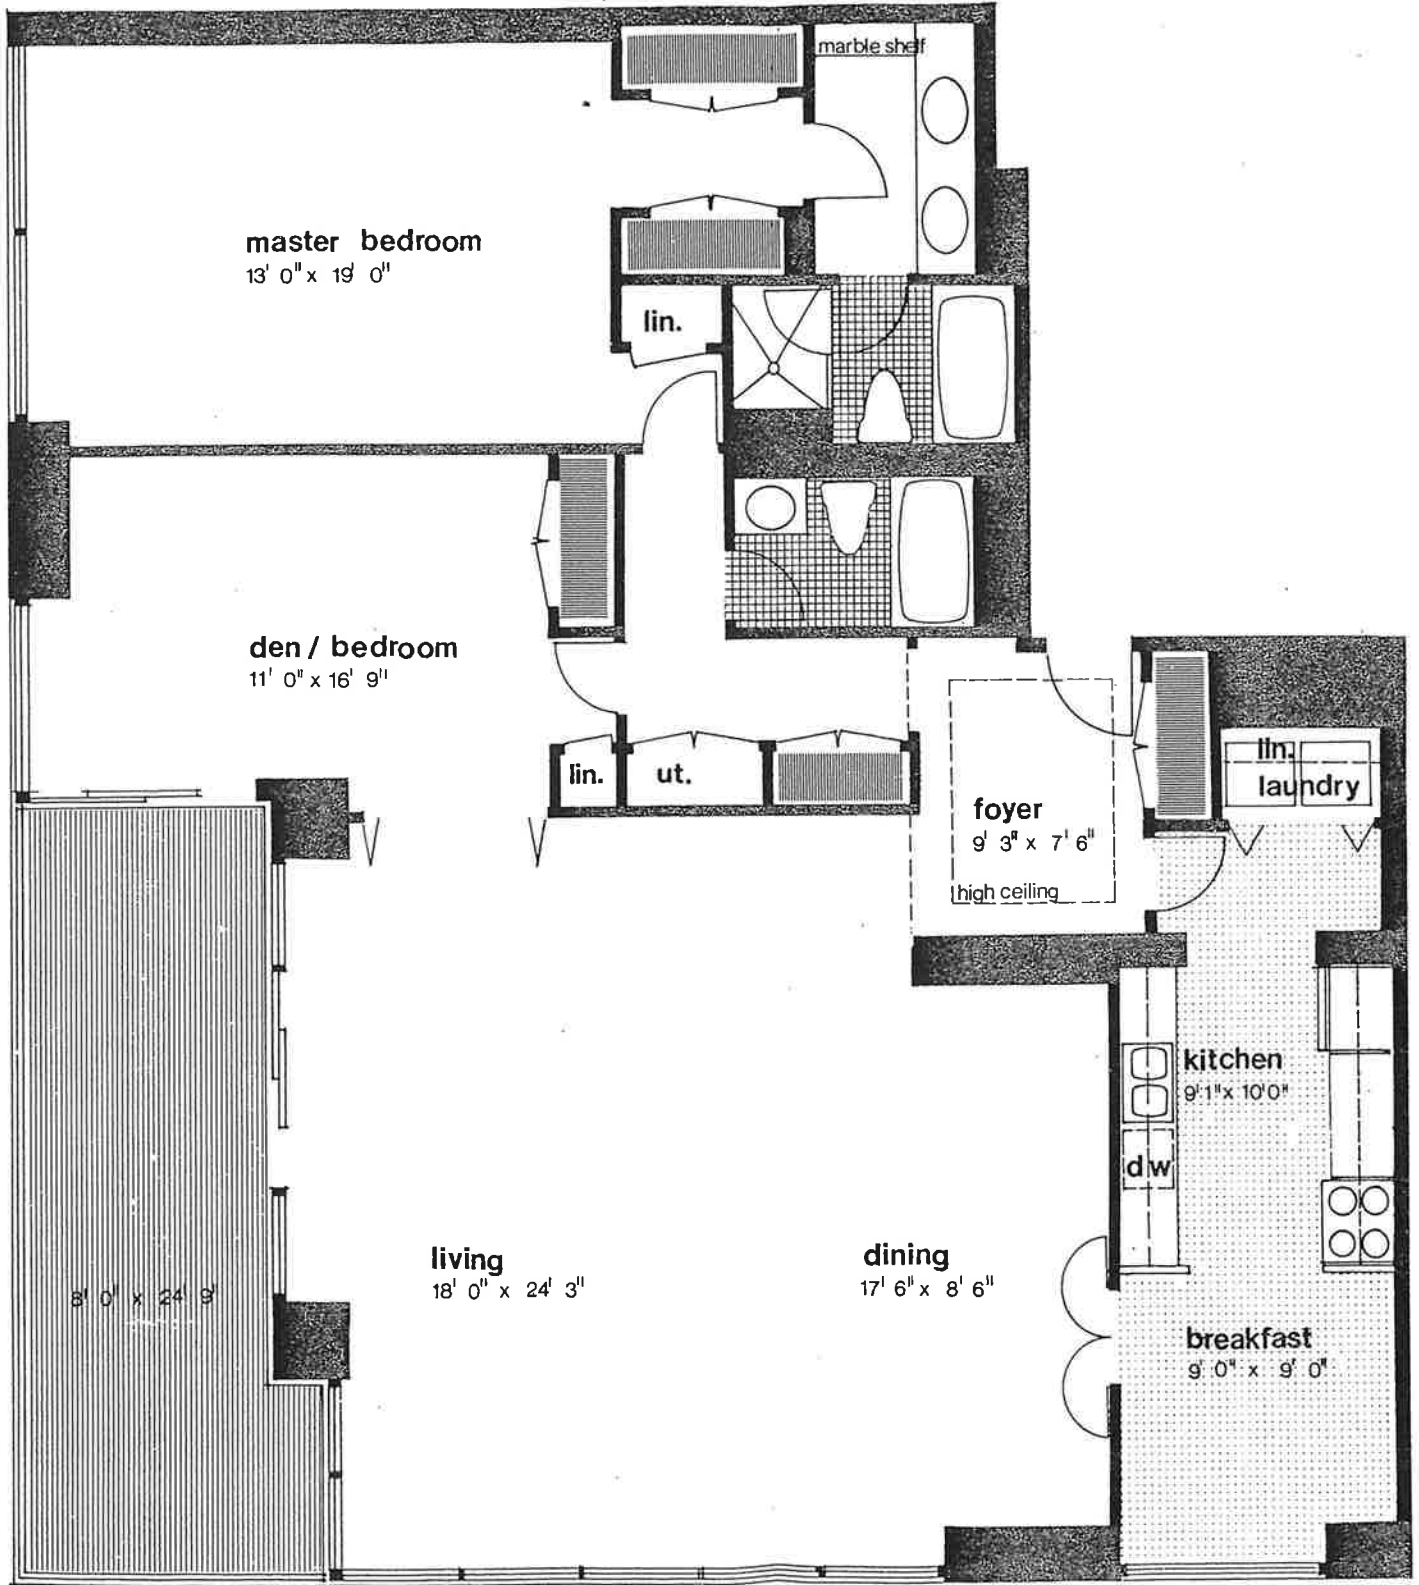 marble shelf
master bedroom
13' 0" x 19' 0"
lin.
den / bedroom
11' 0" x 16' 9"
lin.
ut.
lin.
laundry
foyer
9' 3" x 7' 6"
high ceiling
kitchen
9'1" x 10'0"
dw
living
18' 0" x 24' 3"
dining
17' 6" x 8' 6"
8' 0" x 24' 9'
breakfast
9' 0" x 9' 0"